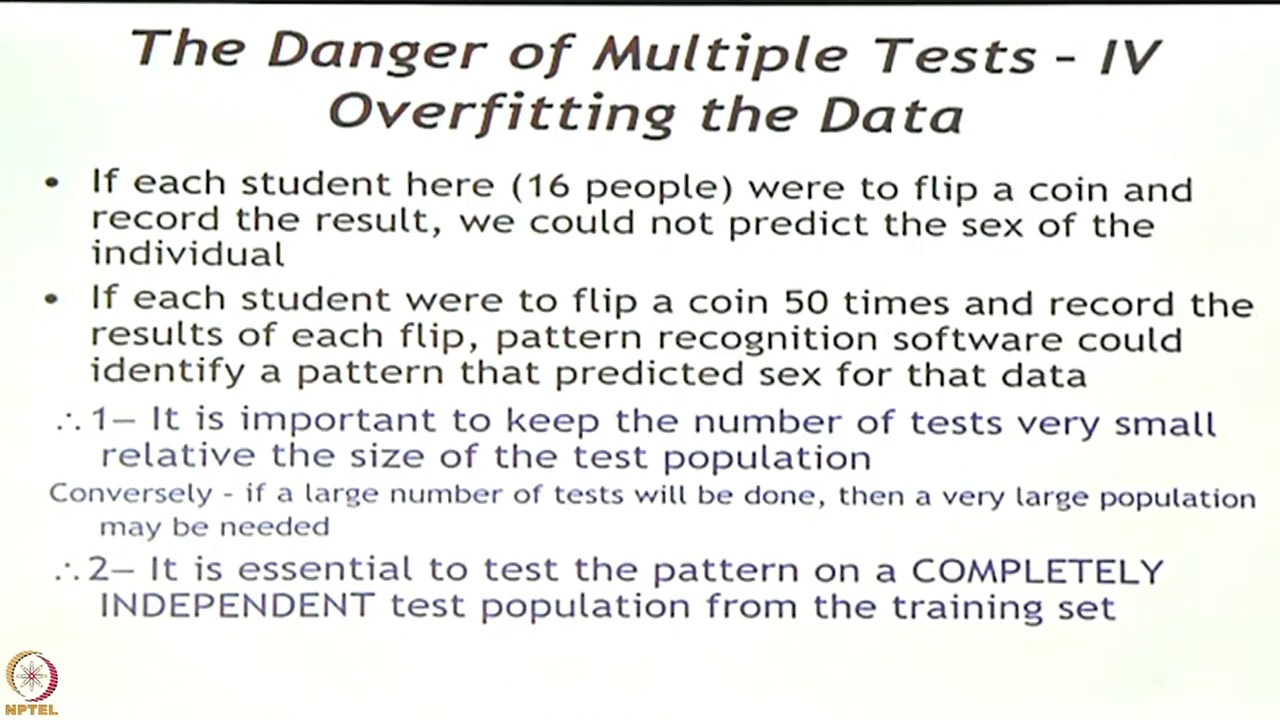 The Danger of Multiple Tests - IV
Overfitting the Data
• If each student here (16 people) were to flip a coin and
record the result, we could not predict the sex of the
individual
• If each student were to flip a coin 50 times and record the
results of each flip, pattern recognition software could
identify a pattern that predicted sex for that data
∴ 1— It is important to keep the number of tests very small
relative the size of the test population
Conversely - if a large number of tests will be done, then a very large population
may be needed
∴ 2— It is essential to test the pattern on a COMPLETELY
INDEPENDENT test population from the training set
NPTEL